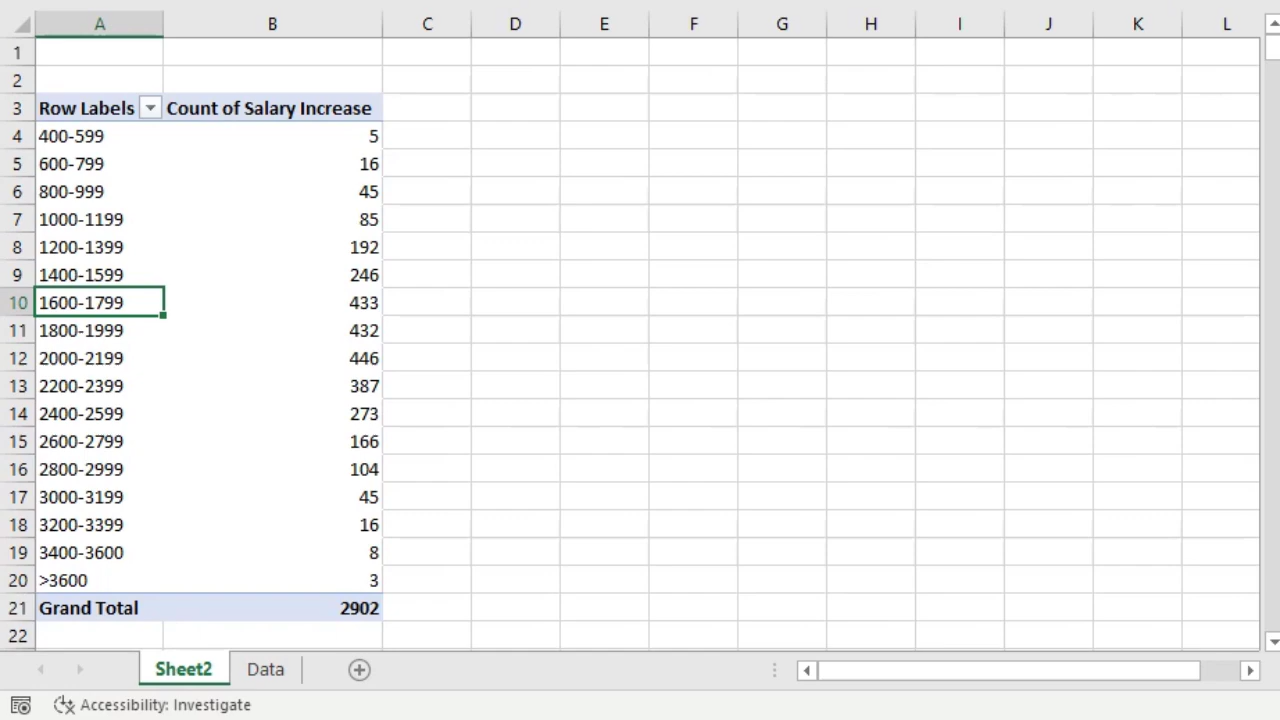 A B C D E F G H I J K L
1
2
3 Row Labels Count of Salary Increase
4 400-599 5
5 600-799 16
6 800-999 45
7 1000-1199 85
8 1200-1399 192
9 1400-1599 246
10 1600-1799 433
11 1800-1999 432
12 2000-2199 446
13 2200-2399 387
14 2400-2599 273
15 2600-2799 166
16 2800-2999 104
17 3000-3199 45
18 3200-3399 16
19 3400-3600 8
20 >3600 3
21 Grand Total 2902
22
Sheet2 Data
Accessibility: Investigate